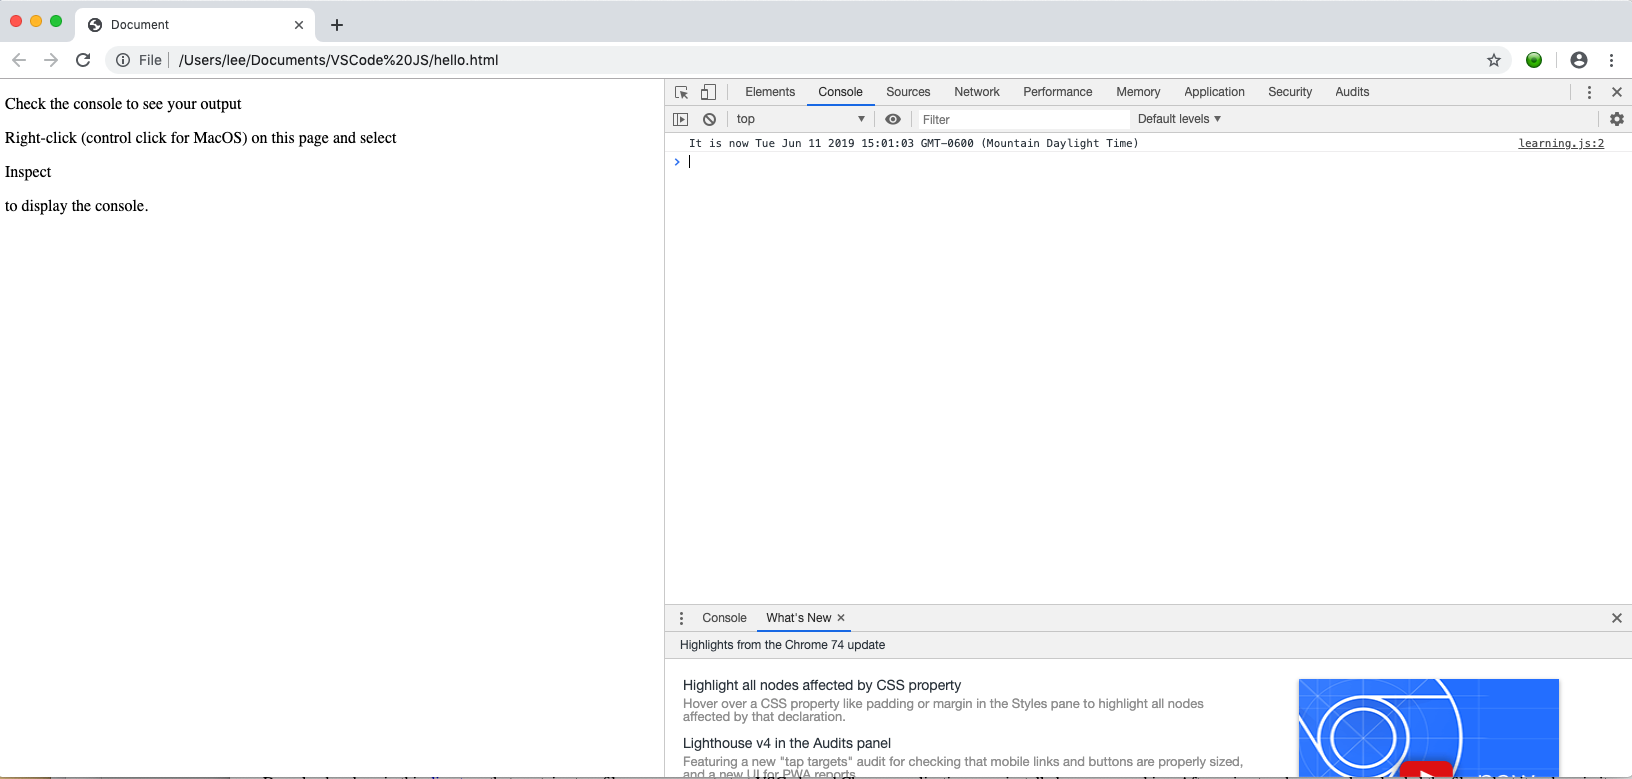 Document
File
/Users/lee/Documents/VSCode%20JS/hello.html
Check the console to see your output
Right-click (control click for MacOS) on this page and select
Inspect
to display the console.
Elements Console Sources Network Performance Memory Application Security Audits
top Filter Default levels
It is now Tue Jun 11 2019 15:01:03 GMT-0600 (Mountain Daylight Time) learning.js:2
Console What's New
Highlights from the Chrome 74 update
Highlight all nodes affected by CSS property
Hover over a CSS property like padding or margin in the Styles pane to highlight all nodes
affected by that declaration.
Lighthouse v4 in the Audits panel
Featuring a new "tap targets" audit for checking that mobile links and buttons are properly sized,
and a new UI for PWA reports.